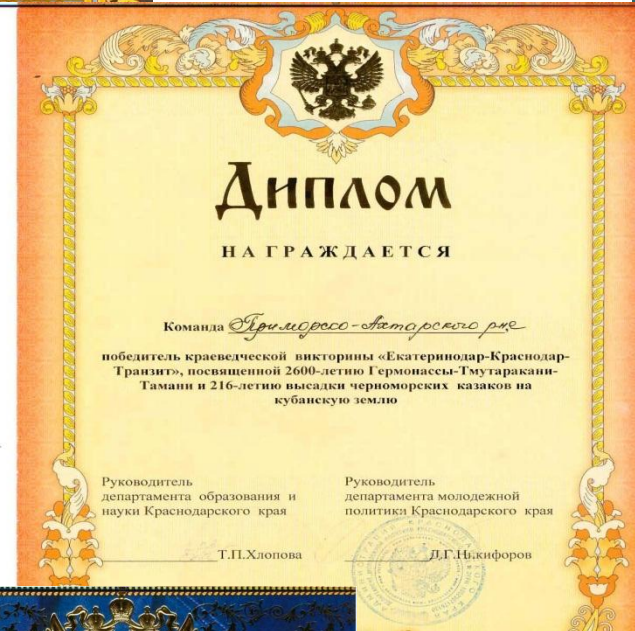 Диплом
НАГРАЖДАЕТСЯ
Команда Приморско-Ахтарского р-на
победитель краеведческой викторины «Екатеринодар-Краснодар-
Транзит», посвященной 2600-летию Гермонассы-Тмутаракани-
Тамани и 216-летию высадки черноморских казаков на
кубанскую землю
Руководитель
департамента образования и
науки Краснодарского края
Т.П.Хлопова
Руководитель
департамента молодежной
политики Краснодарского края
Д.Г.Никифоров